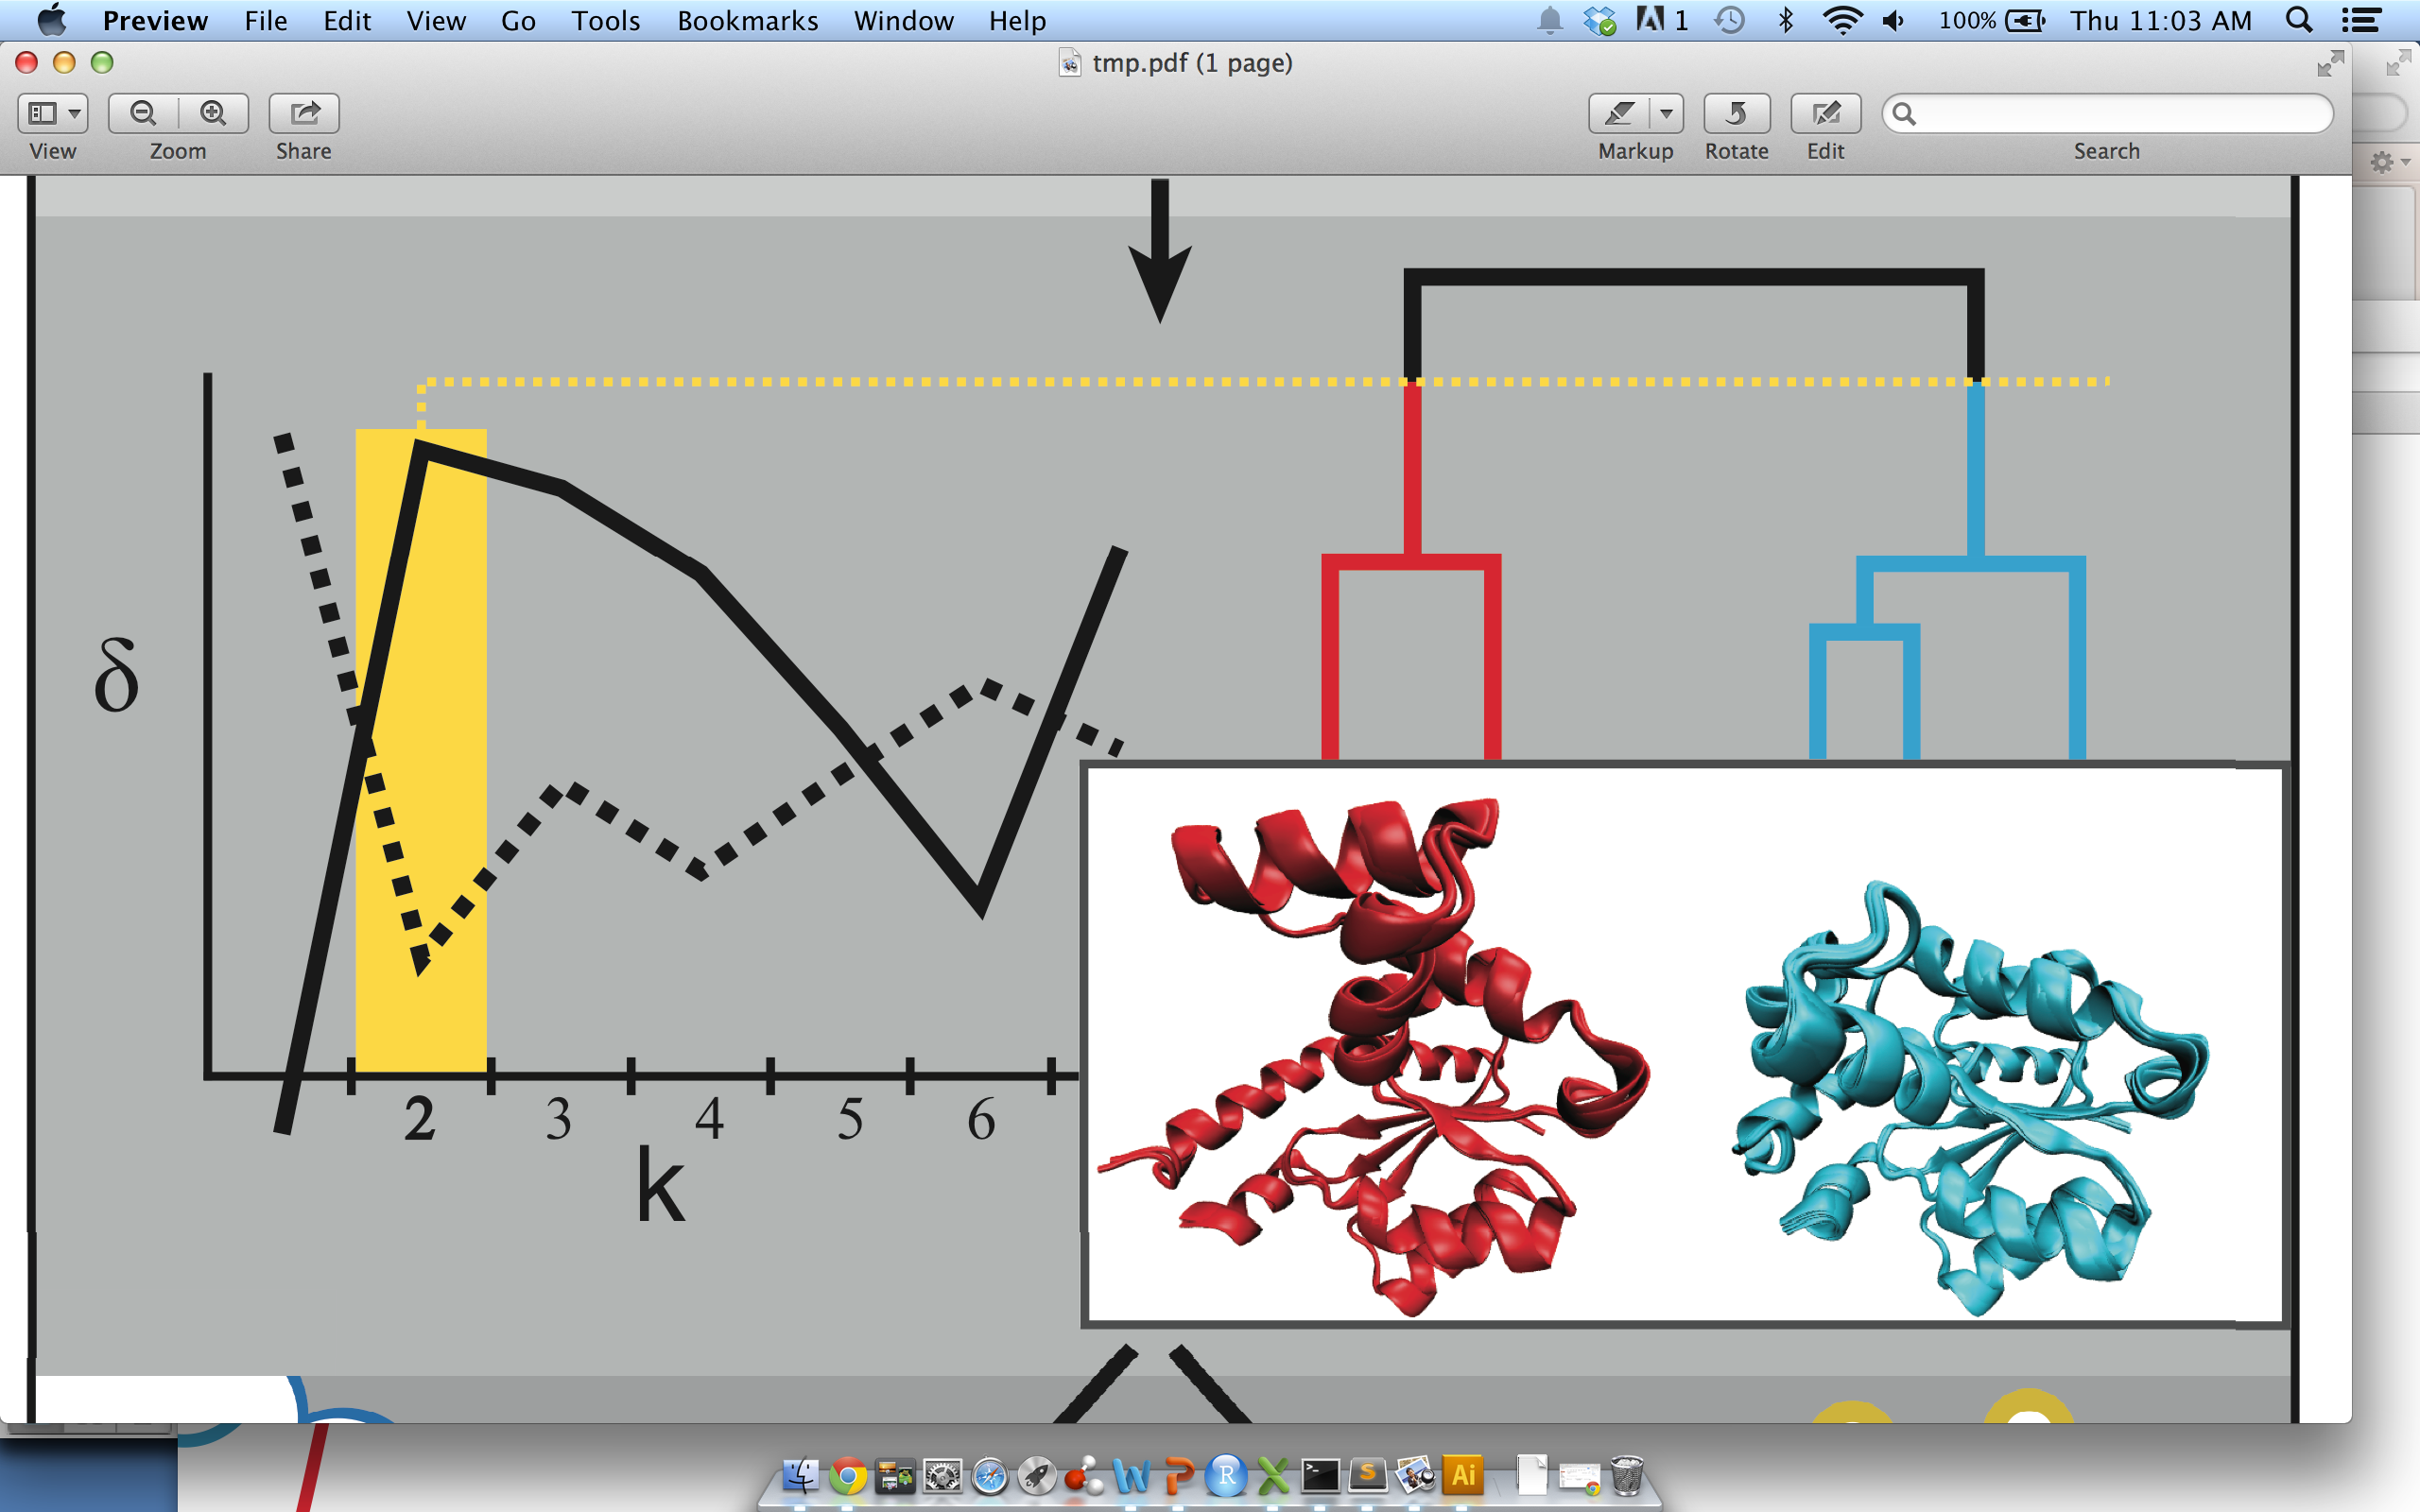 Preview File Edit View Go Tools Bookmarks Window Help 1 100% Thu 11:03 AM
tmp.pdf (1 page)
View Zoom Share Markup Rotate Edit Search
δ
2 3 4 5 6
k
W P R X >_ S Ai